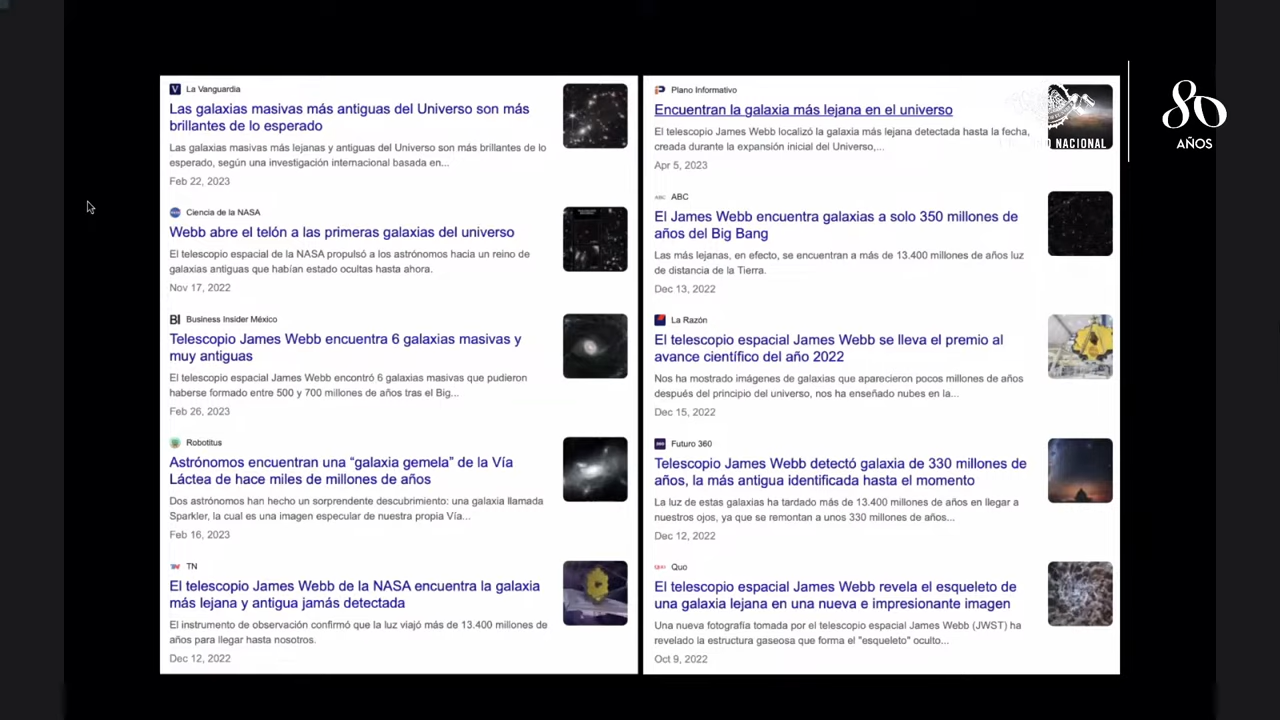 La Vanguardia
Las galaxias masivas más antiguas del Universo son más
brillantes de lo esperado
Las galaxias masivas más lejanas y antiguas del Universo son más brillantes de lo
esperado, según una investigación internacional basada en...
Feb 22, 2023
Ciencia de la NASA
Webb abre el telón a las primeras galaxias del universo
El telescopio espacial de la NASA propulsó a los astrónomos hacia un reino de
galaxias antiguas que habían estado ocultas hasta ahora.
Nov 17, 2022
BI Business Insider México
Telescopio James Webb encuentra 6 galaxias masivas y
muy antiguas
El telescopio espacial James Webb encontró 6 galaxias masivas que pudieron
haberse formado entre 500 y 700 millones de años tras el Big...
Feb 26, 2023
Robotitus
Astrónomos encuentran una “galaxia gemela” de la Vía
Láctea de hace miles de millones de años
Dos astrónomos han hecho un sorprendente descubrimiento: una galaxia llamada
Sparkler, la cual es una imagen especular de nuestra propia Vía...
Feb 16, 2023
TN
El telescopio James Webb de la NASA encuentra la galaxia
más lejana y antigua jamás detectada
El instrumento de observación confirmó que la luz viajó más de 13.400 millones de
años para llegar hasta nosotros.
Dec 12, 2022
Plano Informativo
Encuentran la galaxia más lejana en el universo
El telescopio James Webb localizó la galaxia más lejana detectada hasta la fecha,
creada durante la expansión inicial del Universo,...
Apr 5, 2023
ABC ABC
El James Webb encuentra galaxias a solo 350 millones de
años del Big Bang
Las más lejanas, en efecto, se encuentran a más de 13.400 millones de años luz
de distancia de la Tierra.
Dec 13, 2022
La Razón
El telescopio espacial James Webb se lleva el premio al
avance científico del año 2022
Nos ha mostrado imágenes de galaxias que aparecieron pocos millones de años
después del principio del universo, nos ha enseñado nubes en la...
Dec 15, 2022
Futuro 360
Telescopio James Webb detectó galaxia de 330 millones de
años, la más antigua identificada hasta el momento
La luz de estas galaxias ha tardado más de 13.400 millones de años en llegar a
nuestros ojos, ya que se remontan a unos 330 millones de años...
Dec 12, 2022
Quo
El telescopio espacial James Webb revela el esqueleto de
una galaxia lejana en una nueva e impresionante imagen
Una nueva fotografía tomada por el telescopio espacial James Webb (JWST) ha
revelado la estructura gaseosa que forma el "esqueleto" oculto...
Oct 9, 2022
NACIONAL
80
AÑOS